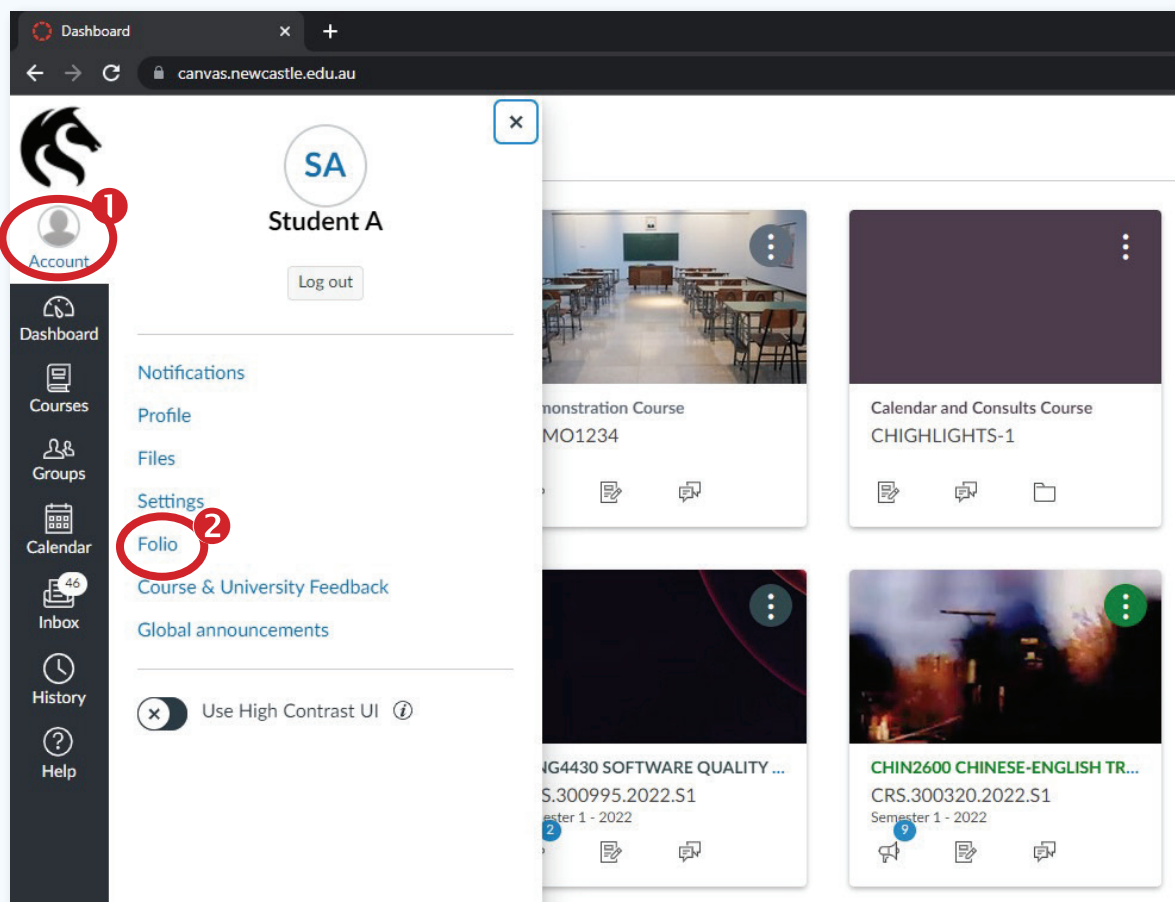 Dashboard
canvas.newcastle.edu.au
1
Account
Dashboard
Courses
Groups
Calendar
46
Inbox
History
Help
SA
Student A
Log out
Notifications
Profile
Files
Settings
2
Folio
Course & University Feedback
Global announcements
Use High Contrast UI
monstration Course
MO1234
Calendar and Consults Course
CHIGHLIGHTS-1
NG4430 SOFTWARE QUALITY ...
S.300995.2022.S1
ester 1 - 2022
2
CHIN2600 CHINESE-ENGLISH TR...
CRS.300320.2022.S1
Semester 1 - 2022
9